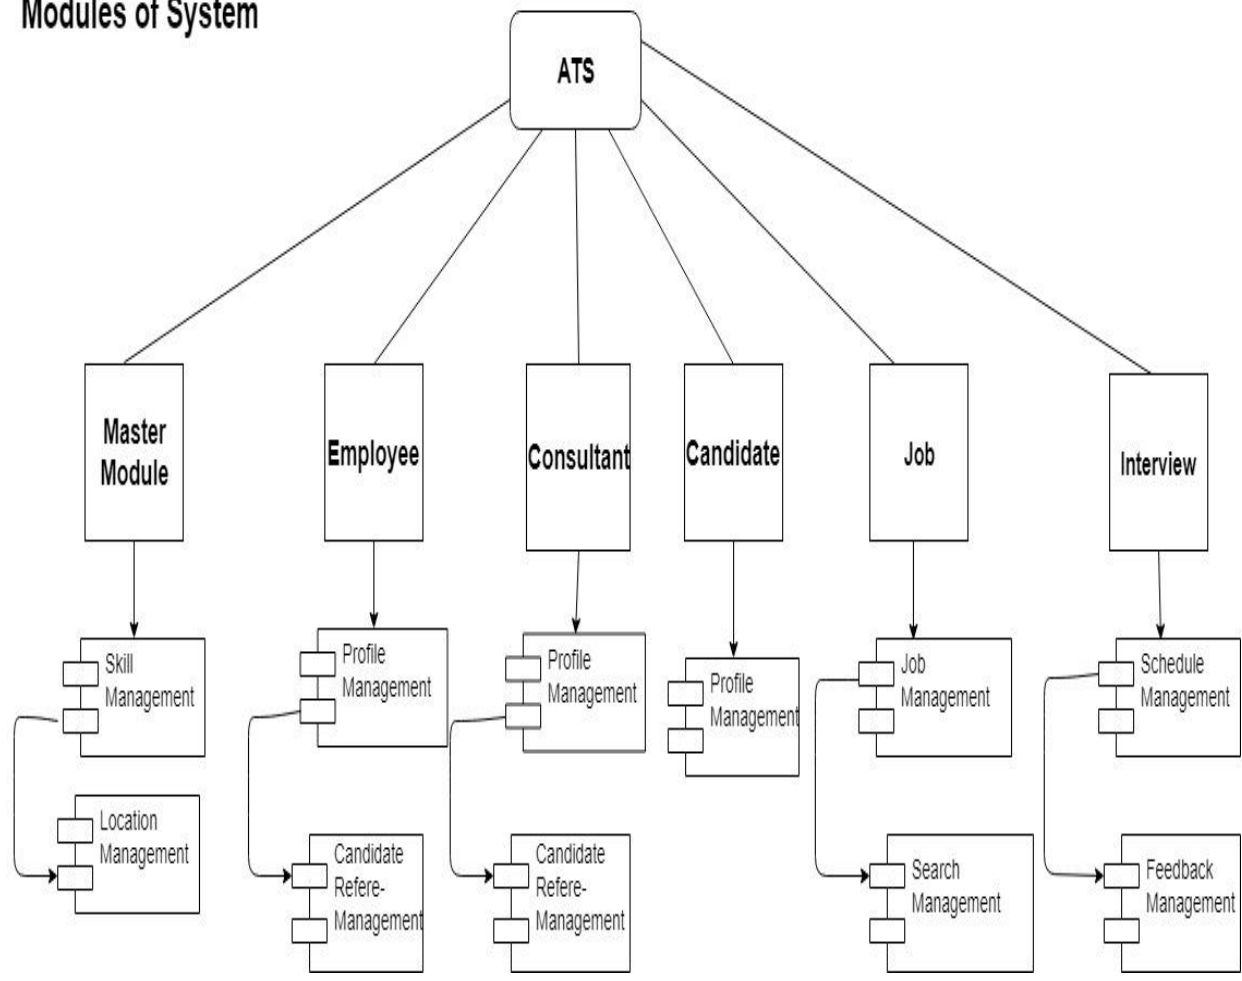 Modules of System
ATS
Master
Module
Employee
Consultant
Candidate
Job
Interview
Skill
Management
Profile
Management
Profile
Management
Profile
Management
Job
Management
Schedule
Management
Location
Management
Candidate
Refere-
Management
Candidate
Refere-
Management
Search
Management
Feedback
Management